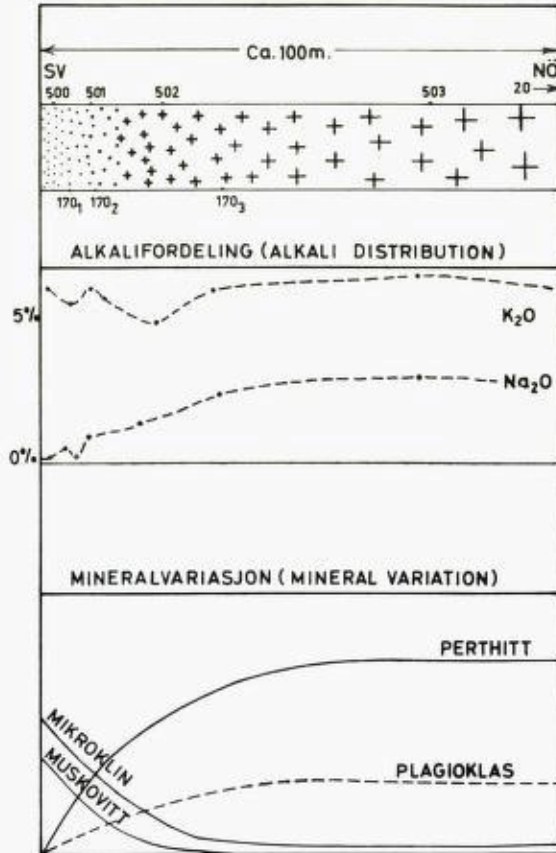 Ca. 100 m.
SV NÖ
500 501 502 503 20
170₁ 170₂ 170₃
ALKALIFORDELING (ALKALI DISTRIBUTION)
5%
K₂O
Na₂O
0%
MINERALVARIASJON (MINERAL VARIATION)
PERTHITT
MIKROKLIN
MUSKOVITT
PLAGIOKLAS